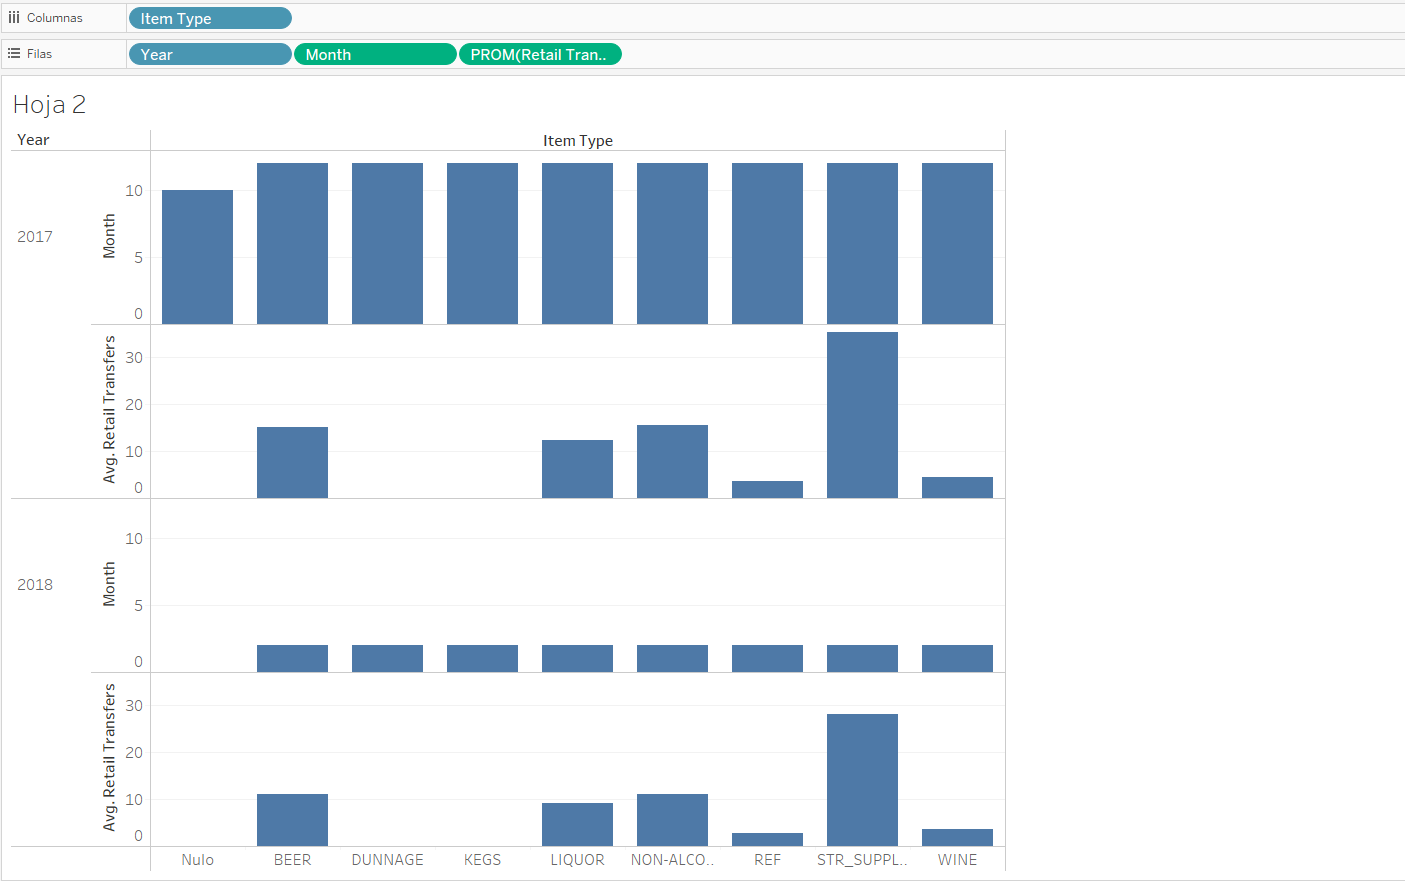 Columnas Item Type
Filas Year Month PROM(Retail Tran..
Hoja 2
Year Item Type
2017
Month
10
5
0
Avg. Retail Transfers
30
20
10
0
2018
Month
10
5
0
Avg. Retail Transfers
30
20
10
0
Nulo BEER DUNNAGE KEGS LIQUOR NON-ALCO.. REF STR_SUPPL.. WINE